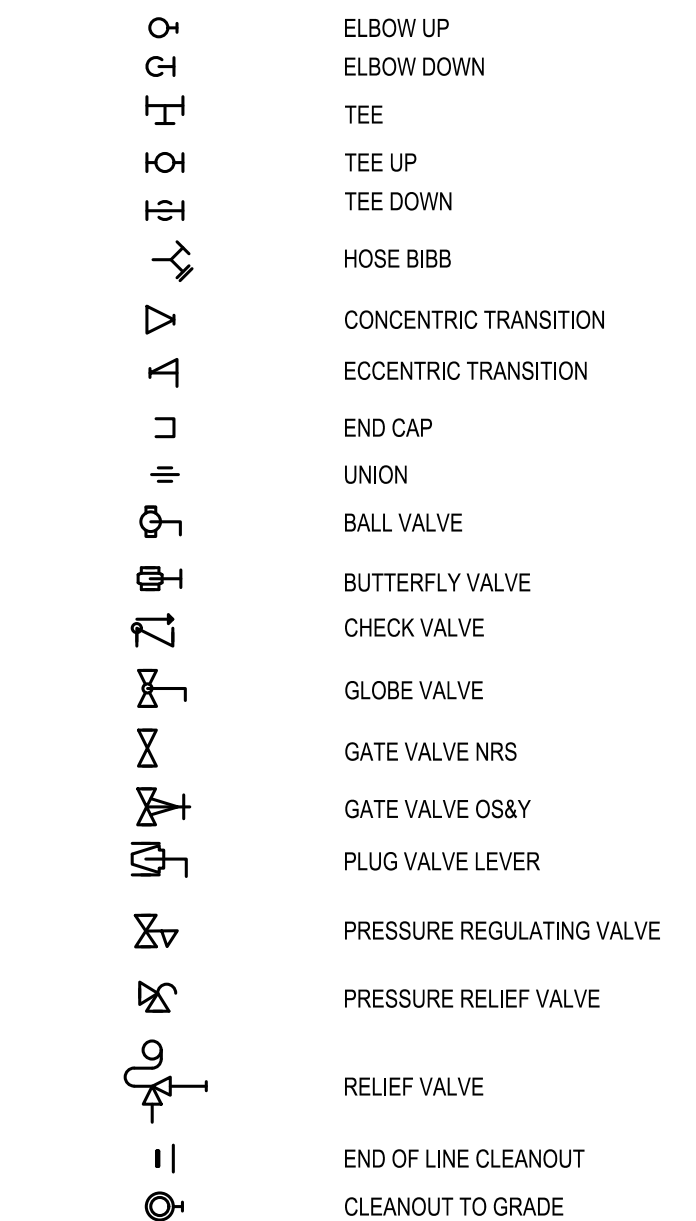 ELBOW UP
ELBOW DOWN
TEE
TEE UP
TEE DOWN
HOSE BIBB
CONCENTRIC TRANSITION
ECCENTRIC TRANSITION
END CAP
UNION
BALL VALVE
BUTTERFLY VALVE
CHECK VALVE
GLOBE VALVE
GATE VALVE NRS
GATE VALVE OS&Y
PLUG VALVE LEVER
PRESSURE REGULATING VALVE
PRESSURE RELIEF VALVE
RELIEF VALVE
END OF LINE CLEANOUT
CLEANOUT TO GRADE